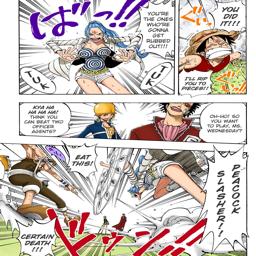 YOU
DID
IT!!!
I'LL RIP
YOU TO
PIECES!!
YOU'RE
THE ONES
WHO'RE
GONNA
GET
RUBBED
OUT!!!
バッ!!
OH-HO! SO
YOU WANT
TO PLAY, MS.
WEDNESDAY?
KYA HA
HA HA HA!
THINK YOU
CAN BEAT
TWO
OFFICER
AGENTS?
PEACOCK
SLASHER!!
EAT
THIS!
CERTAIN
DEATH
!!!